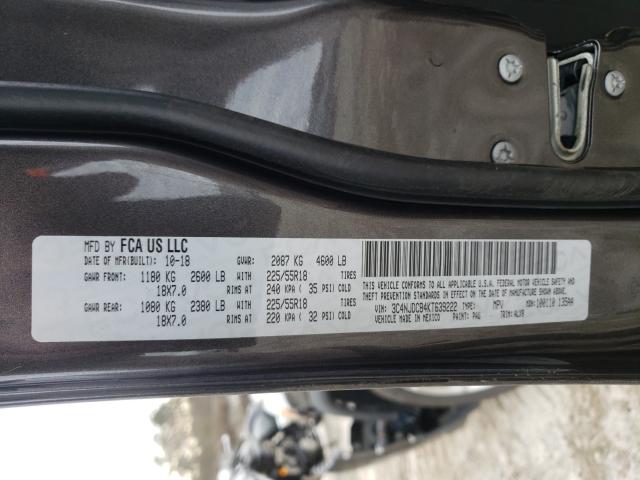 MFD BY FCA US LLC
DATE OF MFR(BUILT): 10-18 GVWR: 2087 KG 4600 LB
GAWR FRONT: 1180 KG 2600 LB WITH 225/55R18 TIRES
18X7.0 RIMS AT 240 KPA ( 35 PSI) COLD
GAWR REAR: 1080 KG 2380 LB WITH 225/55R18 TIRES
18X7.0 RIMS AT 220 KPA ( 32 PSI) COLD
THIS VEHICLE CONFORMS TO ALL APPLICABLE U.S.A. FEDERAL MOTOR VEHICLE SAFETY
AND THEFT PREVENTION STANDARDS IN EFFECT ON THE DATE OF MANUFACTURE SHOWN ABOVE.
VIN: 3C4NJDCB4KT639222 TYPE: MPV MDH: 100110 135AA
MADE IN MEXICO PAINT: PAU TRIM: ALX9